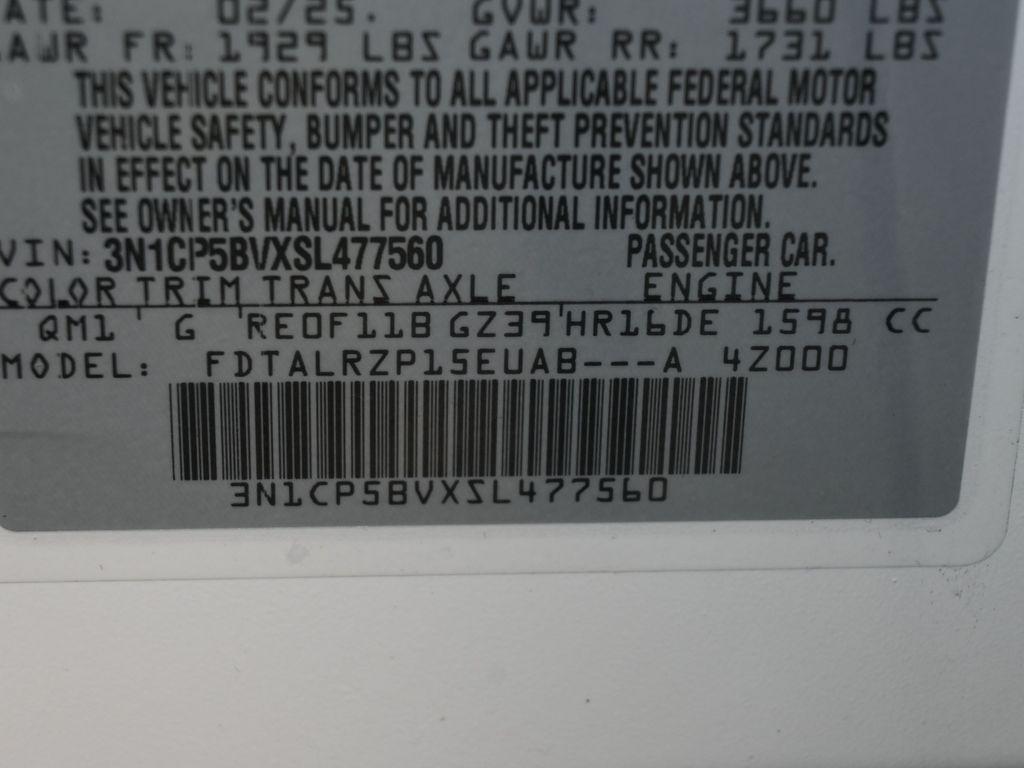 ATE: 02/25. GVWR: 3660 LBS
AWR FR: 1929 LBS GAWR RR: 1731 LBS
THIS VEHICLE CONFORMS TO ALL APPLICABLE FEDERAL MOTOR
VEHICLE SAFETY, BUMPER AND THEFT PREVENTION STANDARDS
IN EFFECT ON THE DATE OF MANUFACTURE SHOWN ABOVE.
SEE OWNER'S MANUAL FOR ADDITIONAL INFORMATION.
VIN: 3N1CP5BVXSL477560 PASSENGER CAR.
COLOR TRIM TRANS AXLE ENGINE
QM1 G RE0F11B GZ39 HR16DE 1598 CC
MODEL: FDTALRZP15EUAB---A 4Z000
3N1CP5BVXSL477560